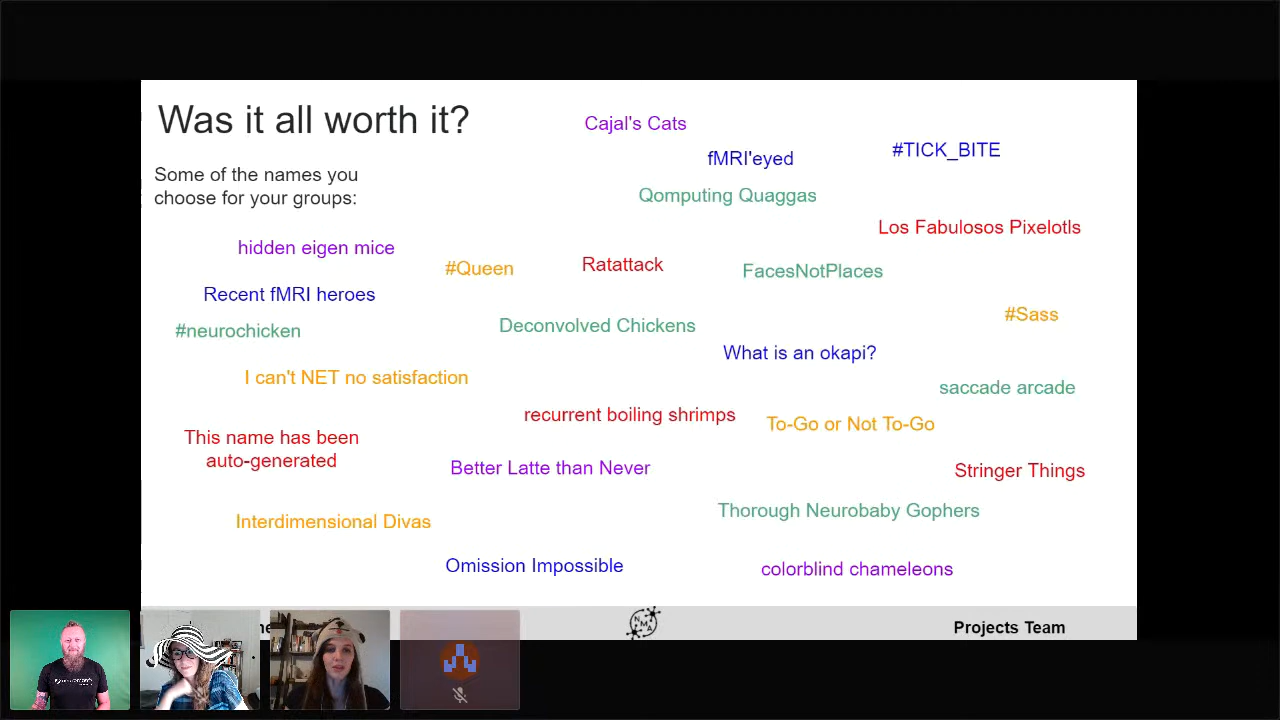 Was it all worth it?
Some of the names you
choose for your groups:
Cajal's Cats
fMRI'eyed
#TICK_BITE
Qomputing Quaggas
Los Fabulosos Pixelotls
hidden eigen mice
#Queen
Ratattack
FacesNotPlaces
Recent fMRI heroes
#Sass
#neurochicken
Deconvolved Chickens
What is an okapi?
I can't NET no satisfaction
saccade arcade
recurrent boiling shrimps
To-Go or Not To-Go
This name has been
auto-generated
Better Latte than Never
Stringer Things
Interdimensional Divas
Thorough Neurobaby Gophers
Omission Impossible
colorblind chameleons
NMA
Projects Team